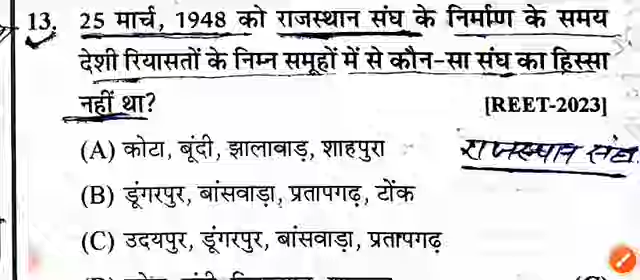 13. 25 मार्च, 1948 को राजस्थान संघ के निर्माण के समय
देशी रियासतों के निम्न समूहों में से कौन-सा संघ का हिस्सा
नहीं था?
[REET-2023]
(A) कोटा, बूंदी, झालावाड़, शाहपुरा
राजस्थान संघ
(B) डूंगरपुर, बांसवाड़ा, प्रतापगढ़, टोंक
(C) उदयपुर, डूंगरपुर, बांसवाड़ा, प्रतापगढ़